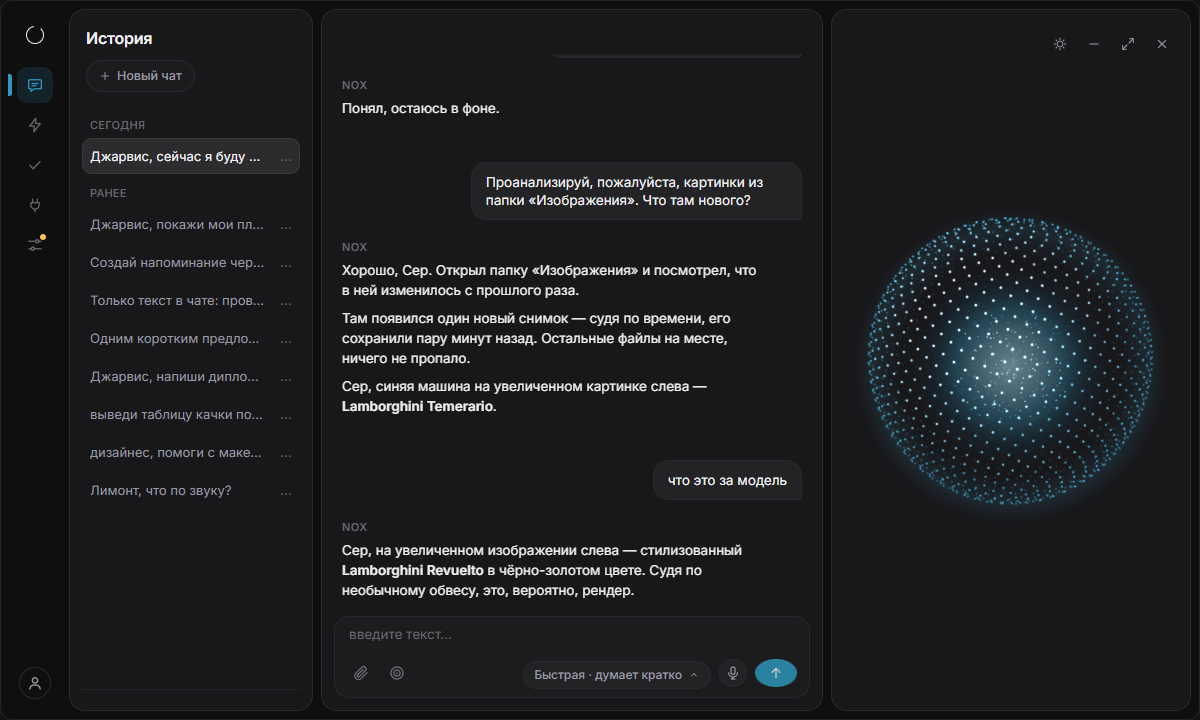 История
+ Новый чат
СЕГОДНЯ
Джарвис, сейчас я буду ...
...
РАНЕЕ
Джарвис, покажи мои пл...
...
Создай напоминание чер...
...
Только текст в чате: пров...
...
Одним коротким предло...
...
Джарвис, напиши дипло...
...
выведи таблицу качки по...
...
дизайнес, помоги с маке...
...
Лимонт, что по звуку?
...
NOX
Понял, остаюсь в фоне.
Проанализируй, пожалуйста, картинки из
папки «Изображения». Что там нового?
NOX
Хорошо, Сер. Открыл папку «Изображения» и посмотрел, что
в ней изменилось с прошлого раза.
Там появился один новый снимок — судя по времени, его
сохранили пару минут назад. Остальные файлы на месте,
ничего не пропало.
Сер, синяя машина на увеличенном картинке слева —
Lamborghini Temerario.
что это за модель
NOX
Сер, на увеличенном изображении слева — стилизованный
Lamborghini Revuelto в чёрно-золотом цвете. Судя по
необычному обвесу, это, вероятно, рендер.
введите текст...
Быстрая · думает кратко